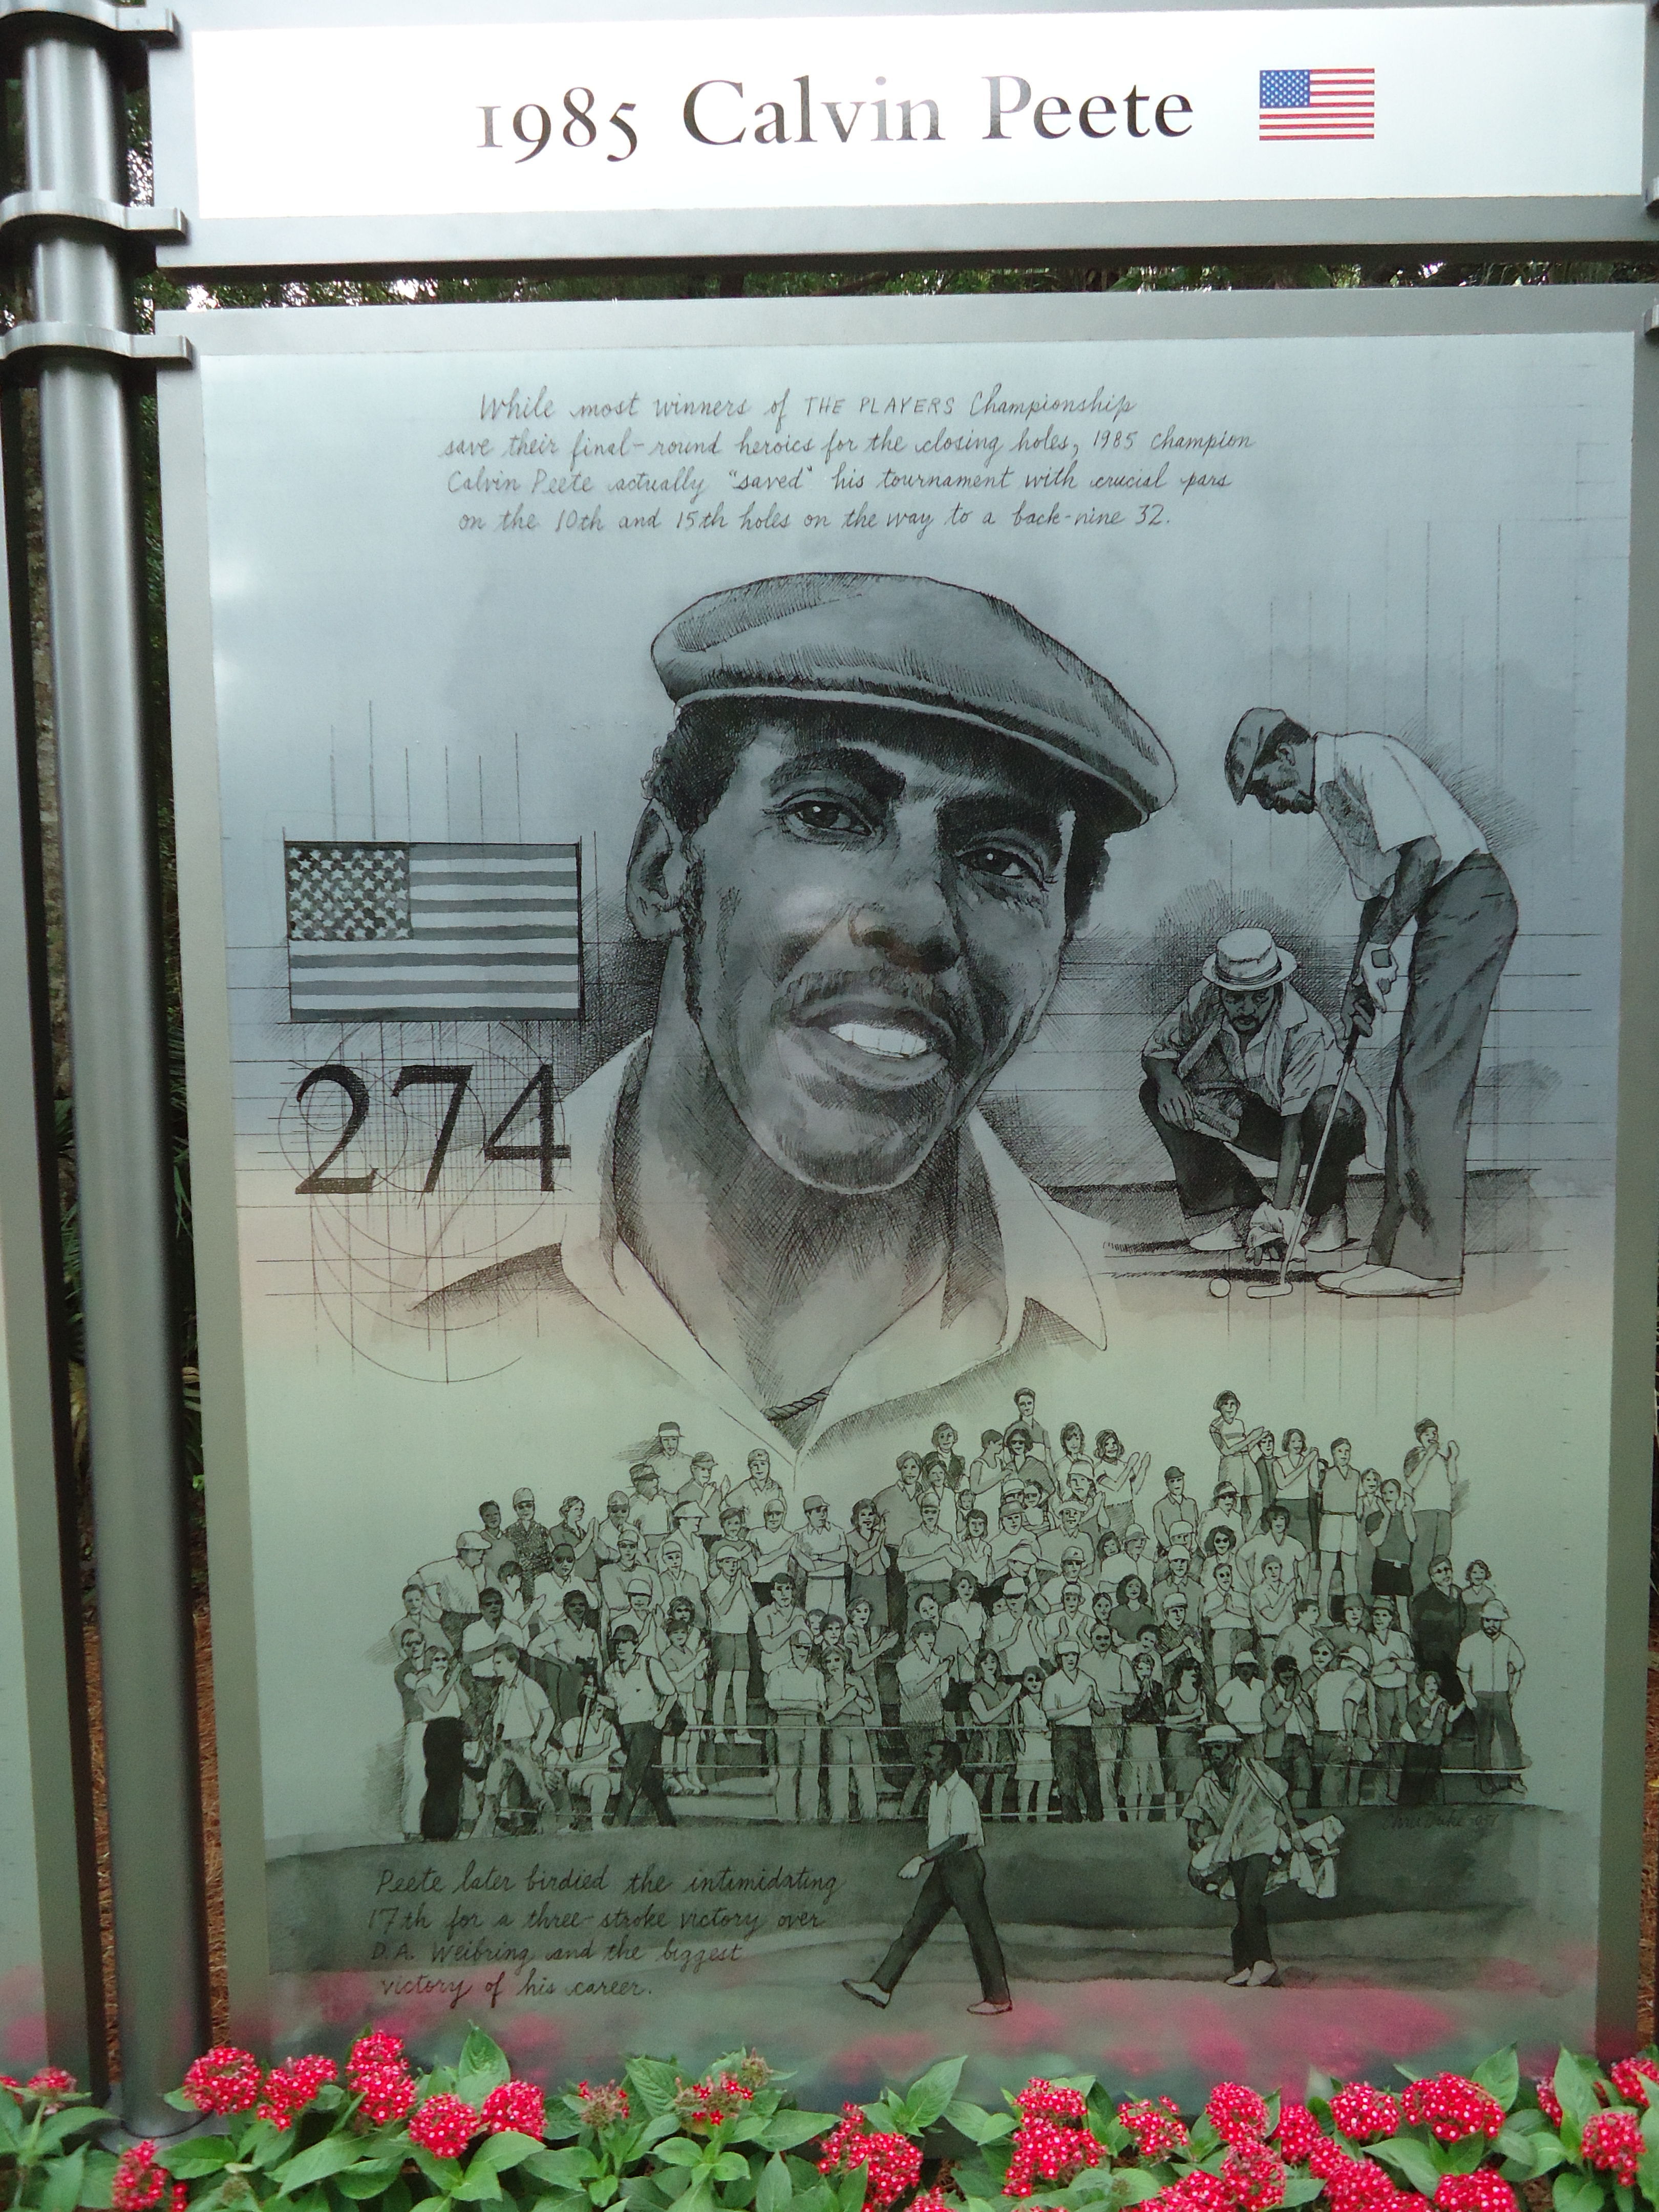 1985 Calvin Peete
While most winners of THE PLAYERS Championship
save their final-round heroics for the closing holes, 1985 champion
Calvin Peete actually "saved" his tournament with crucial pars
on the 10th and 15th holes on the way to a back-nine 32.
274
Peete later birdied the intimidating
17th for a three-stroke victory over
D.A. Weibring and the biggest
victory of his career.